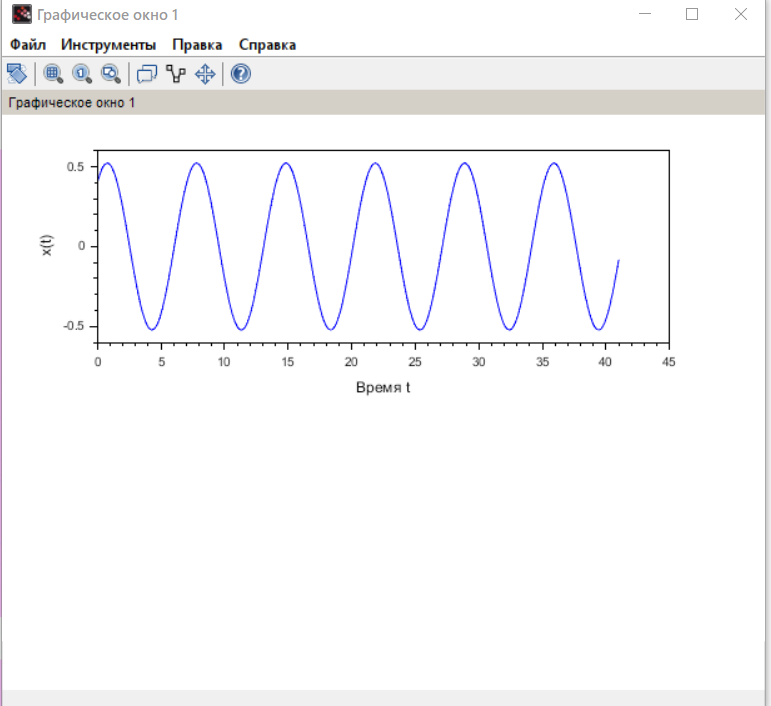 Графическое окно 1
Файл Инструменты Правка Справка
Графическое окно 1
0.5
0
-0.5
x(t)
0 5 10 15 20 25 30 35 40 45
Время t